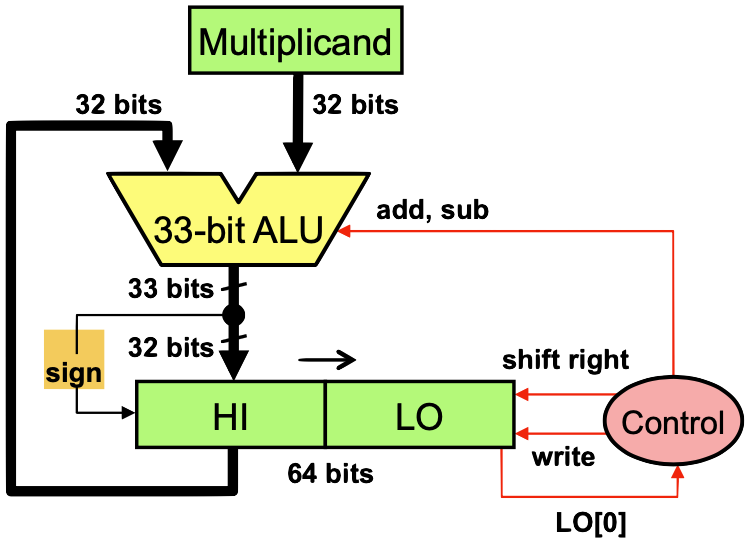 Multiplicand
32 bits
32 bits
33-bit ALU
add, sub
33 bits
32 bits
sign
shift right
HI
LO
Control
write
64 bits
LO[0]